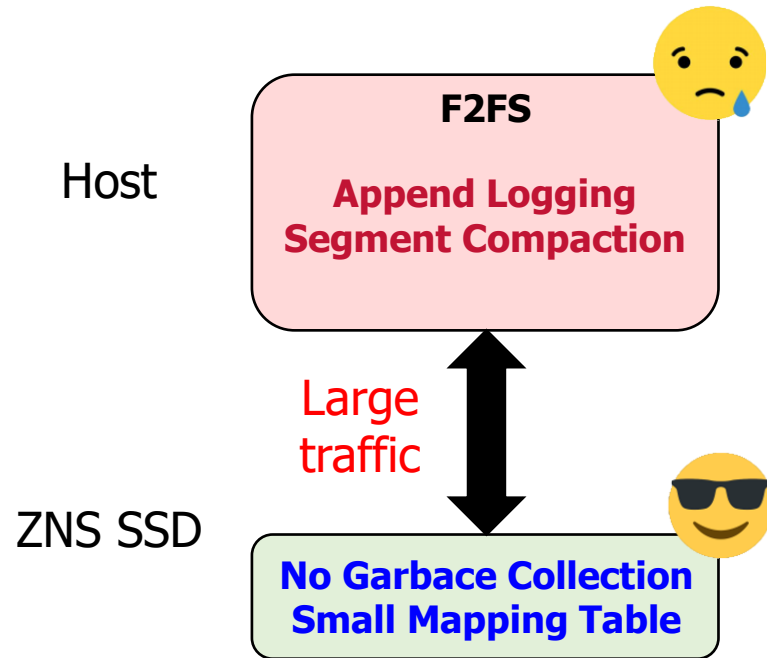 F2FS
Host
Append Logging
Segment Compaction
Large
traffic
ZNS SSD
No Garbace Collection
Small Mapping Table